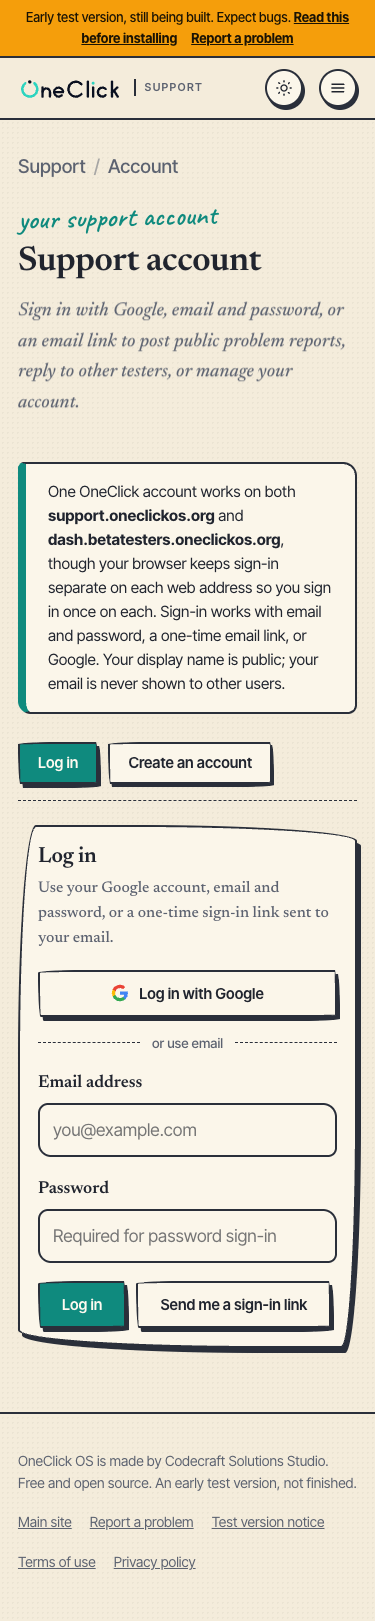 Early test version, still being built. Expect bugs. Read this
before installing Report a problem
OneClick SUPPORT
Support / Account
your support account
Support account
Sign in with Google, email and password, or
an email link to post public problem reports,
reply to other testers, or manage your
account.
One OneClick account works on both
support.oneclickos.org and
dash.betatesters.oneclickos.org,
though your browser keeps sign-in
separate on each web address so you sign
in once on each. Sign-in works with email
and password, a one-time email link, or
Google. Your display name is public; your
email is never shown to other users.
Log in Create an account
Log in
Use your Google account, email and
password, or a one-time sign-in link sent to
your email.
Log in with Google
or use email
Email address
you@example.com
Password
Required for password sign-in
Log in Send me a sign-in link
OneClick OS is made by Codecraft Solutions Studio.
Free and open source. An early test version, not finished.
Main site Report a problem Test version notice
Terms of use Privacy policy